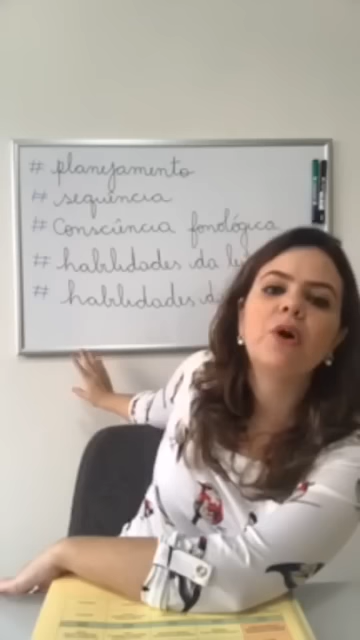 # planejamento
# sequência
# Consciência fonológica
# habilidades da
# habilidades